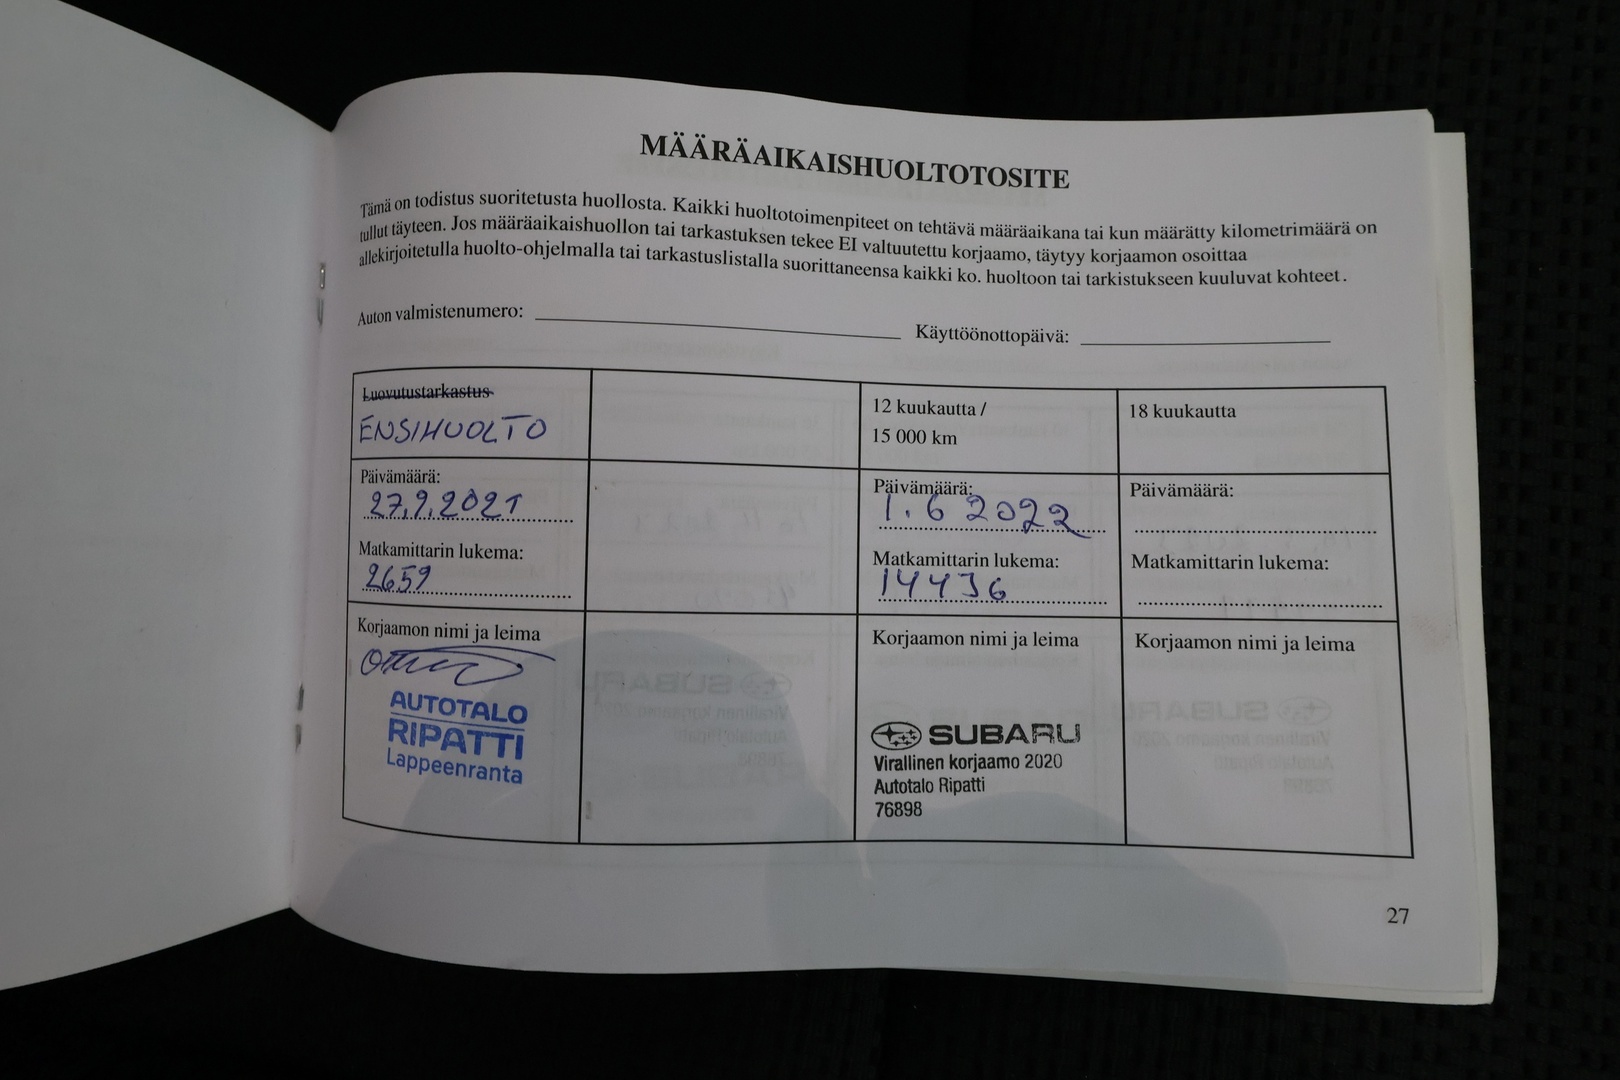 MÄÄRÄAIKAISHUOLTOTOSITE
Tämä on todistus suoritetusta huollosta. Kaikki huoltotoimenpiteet on tehtävä määräaikana tai kun määrätty kilometrimäärä on
tullut täyteen. Jos määräaikaishuollon tai tarkastuksen tekee EI valtuutettu korjaamo, täytyy korjaamon osoittaa
allekirjoitetulla huolto-ohjelmalla tai tarkastuslistalla suorittaneensa kaikki ko. huoltoon tai tarkistukseen kuuluvat kohteet.
Auton valmistenumero:
Käyttöönottopäivä:
Luovutustarkastus
ENSIHUOLTO
Päivämäärä:
27.9.2021
Matkamittarin lukema:
2659
Korjaamon nimi ja leima
AUTOTALO
RIPATTI
Lappeenranta
12 kuukautta /
15 000 km
Päivämäärä:
1.6 2022
Matkamittarin lukema:
14436
Korjaamon nimi ja leima
SUBARU
Virallinen korjaamo 2020
Autotalo Ripatti
76898
18 kuukautta
Päivämäärä:
Matkamittarin lukema:
Korjaamon nimi ja leima
27